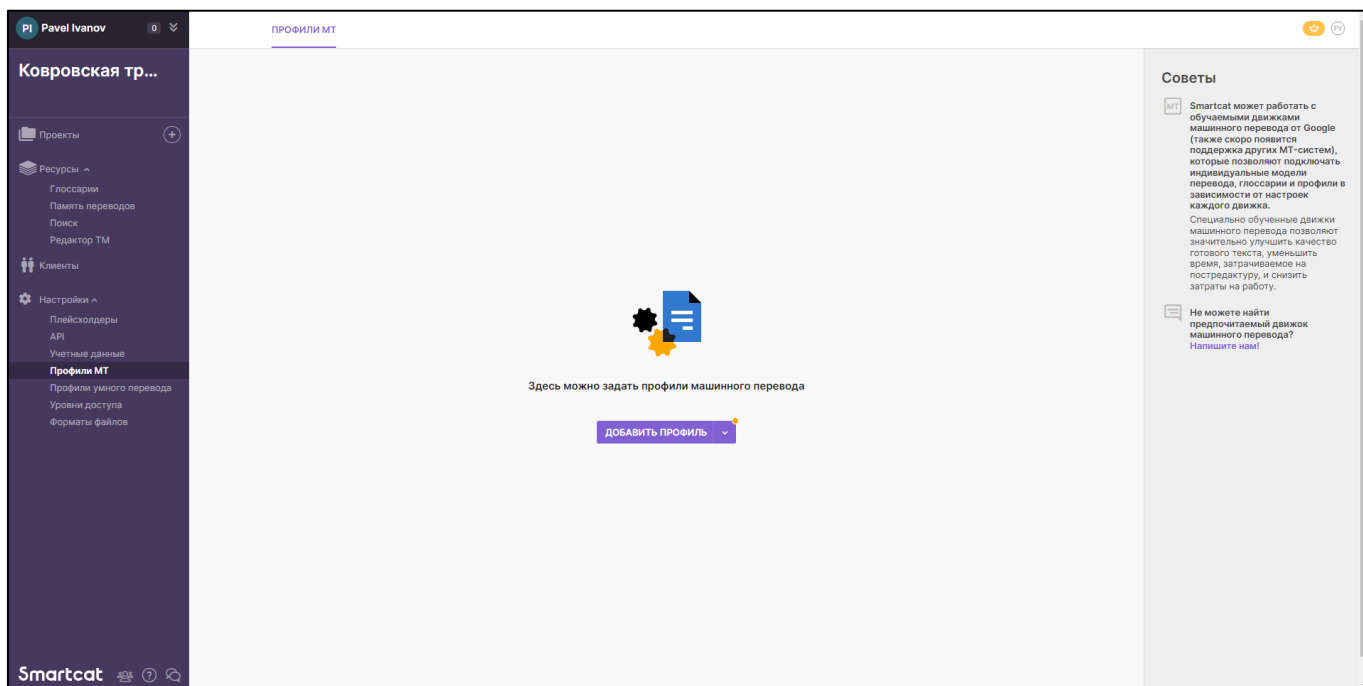 PI Pavel Ivanov 0
ПРОФИЛИ МТ
РУ
Ковровская тр...
Проекты
Ресурсы
Глоссарии
Память переводов
Поиск
Редактор ТМ
Клиенты
Настройки
Плейсхолдеры
API
Учетные данные
Профили МТ
Профили умного перевода
Уровни доступа
Форматы файлов
Smartcat ?
Здесь можно задать профили машинного перевода
ДОБАВИТЬ ПРОФИЛЬ
Советы
МТ
Smartcat может работать с
обучаемыми движками
машинного перевода от Google
(также скоро появится
поддержка других МТ-систем),
которые позволяют подключать
индивидуальные модели
перевода, глоссарии и профили в
зависимости от настроек
каждого движка.
Специально обученные движки
машинного перевода позволяют
значительно улучшить качество
готового текста, уменьшить
время, затрачиваемое на
постредактуру, и снизить
затраты на работу.
Не можете найти
предпочитаемый движок
машинного перевода?
Напишите нам!